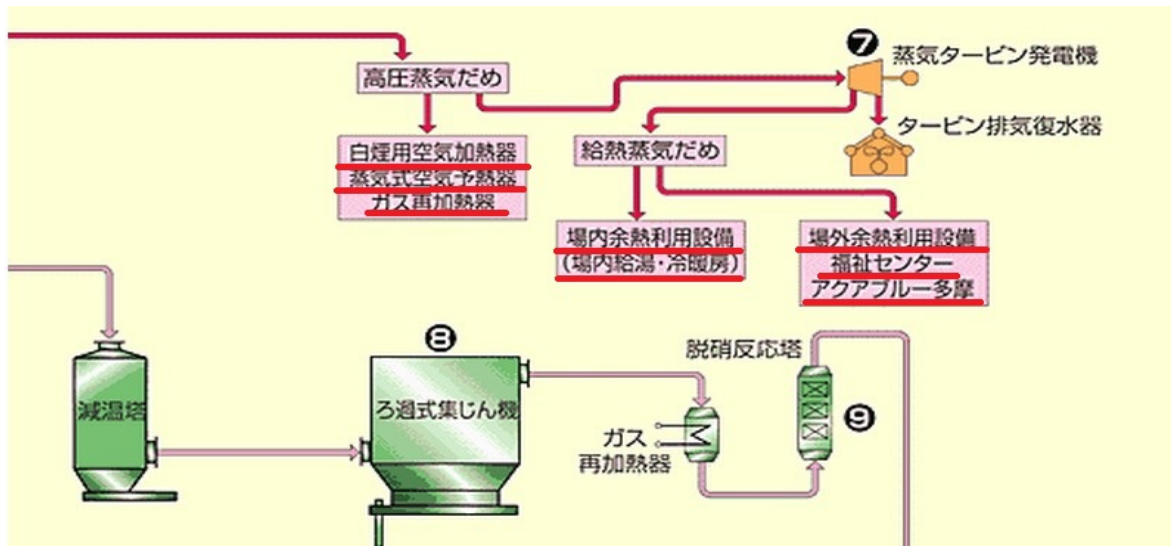 ❼
蒸気タービン発電機
高圧蒸気だめ
タービン排気復水器
白煙用空気加熱器
蒸気式空気予熱器
ガス再加熱器
給熱蒸気だめ
場内余熱利用設備
(場内給湯・冷暖房)
場外余熱利用設備
福祉センター
アクアブルー多摩
❽
脱硝反応塔
減温塔
ろ過式集じん機
❾
ガス
再加熱器